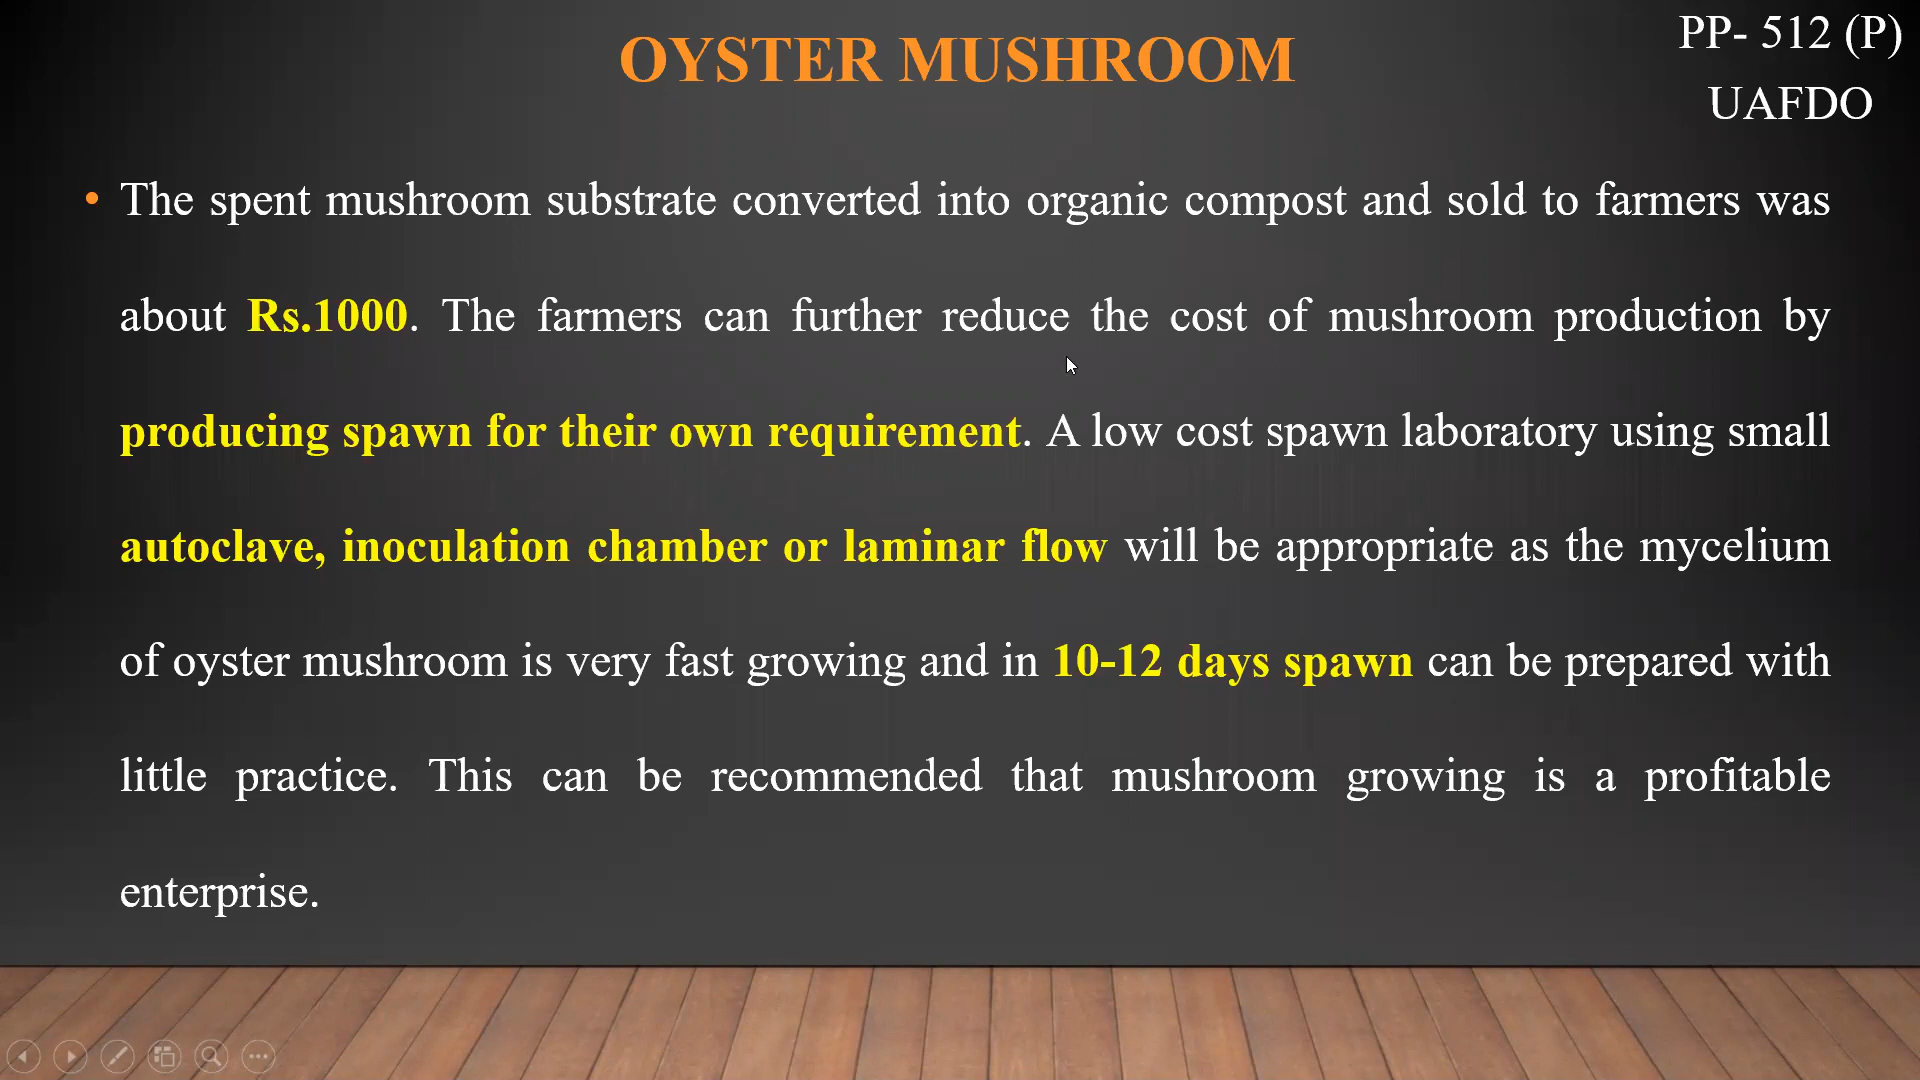 OYSTER MUSHROOM
PP- 512 (P)
UAFDO
• The spent mushroom substrate converted into organic compost and sold to farmers was
about Rs.1000. The farmers can further reduce the cost of mushroom production by
producing spawn for their own requirement. A low cost spawn laboratory using small
autoclave, inoculation chamber or laminar flow will be appropriate as the mycelium
of oyster mushroom is very fast growing and in 10-12 days spawn can be prepared with
little practice. This can be recommended that mushroom growing is a profitable
enterprise.